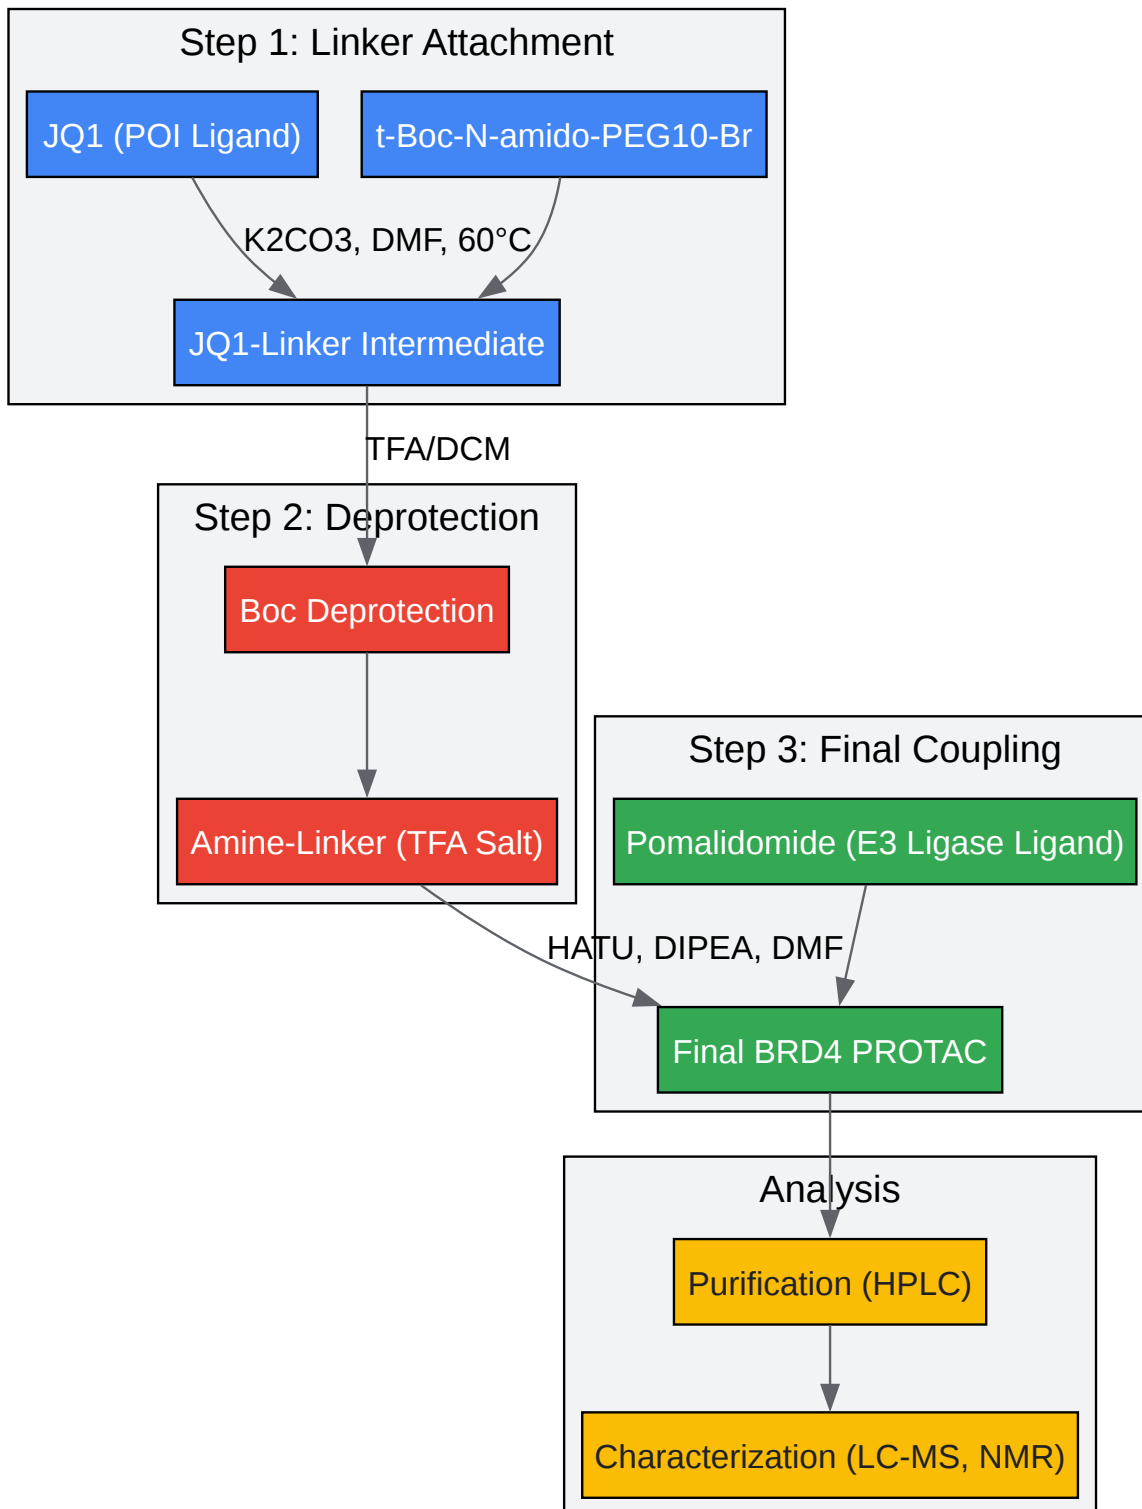 Step 1: Linker Attachment
JQ1 (POI Ligand)
t-Boc-N-amido-PEG10-Br
K2CO3, DMF, 60°C
JQ1-Linker Intermediate
TFA/DCM
Step 2: Deprotection
Boc Deprotection
Amine-Linker (TFA Salt)
Step 3: Final Coupling
Pomalidomide (E3 Ligase Ligand)
HATU, DIPEA, DMF
Final BRD4 PROTAC
Analysis
Purification (HPLC)
Characterization (LC-MS, NMR)